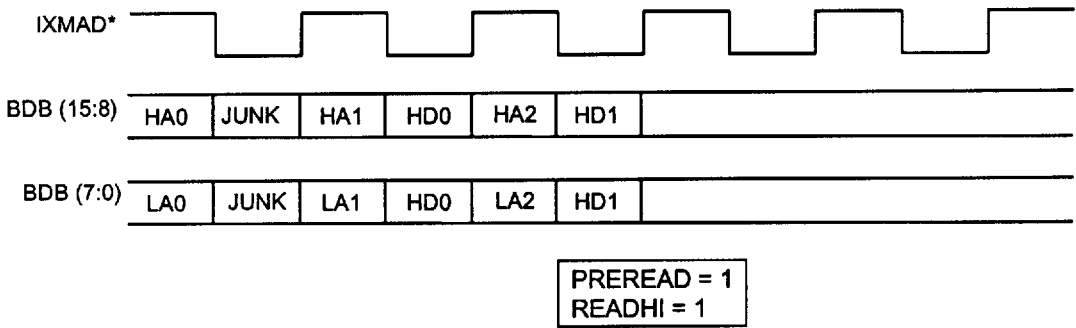 IXMAD*
BDB (15:8) HA0 JUNK HA1 HD0 HA2 HD1
BDB (7:0) LA0 JUNK LA1 HD0 LA2 HD1
PREREAD = 1
READHI = 1